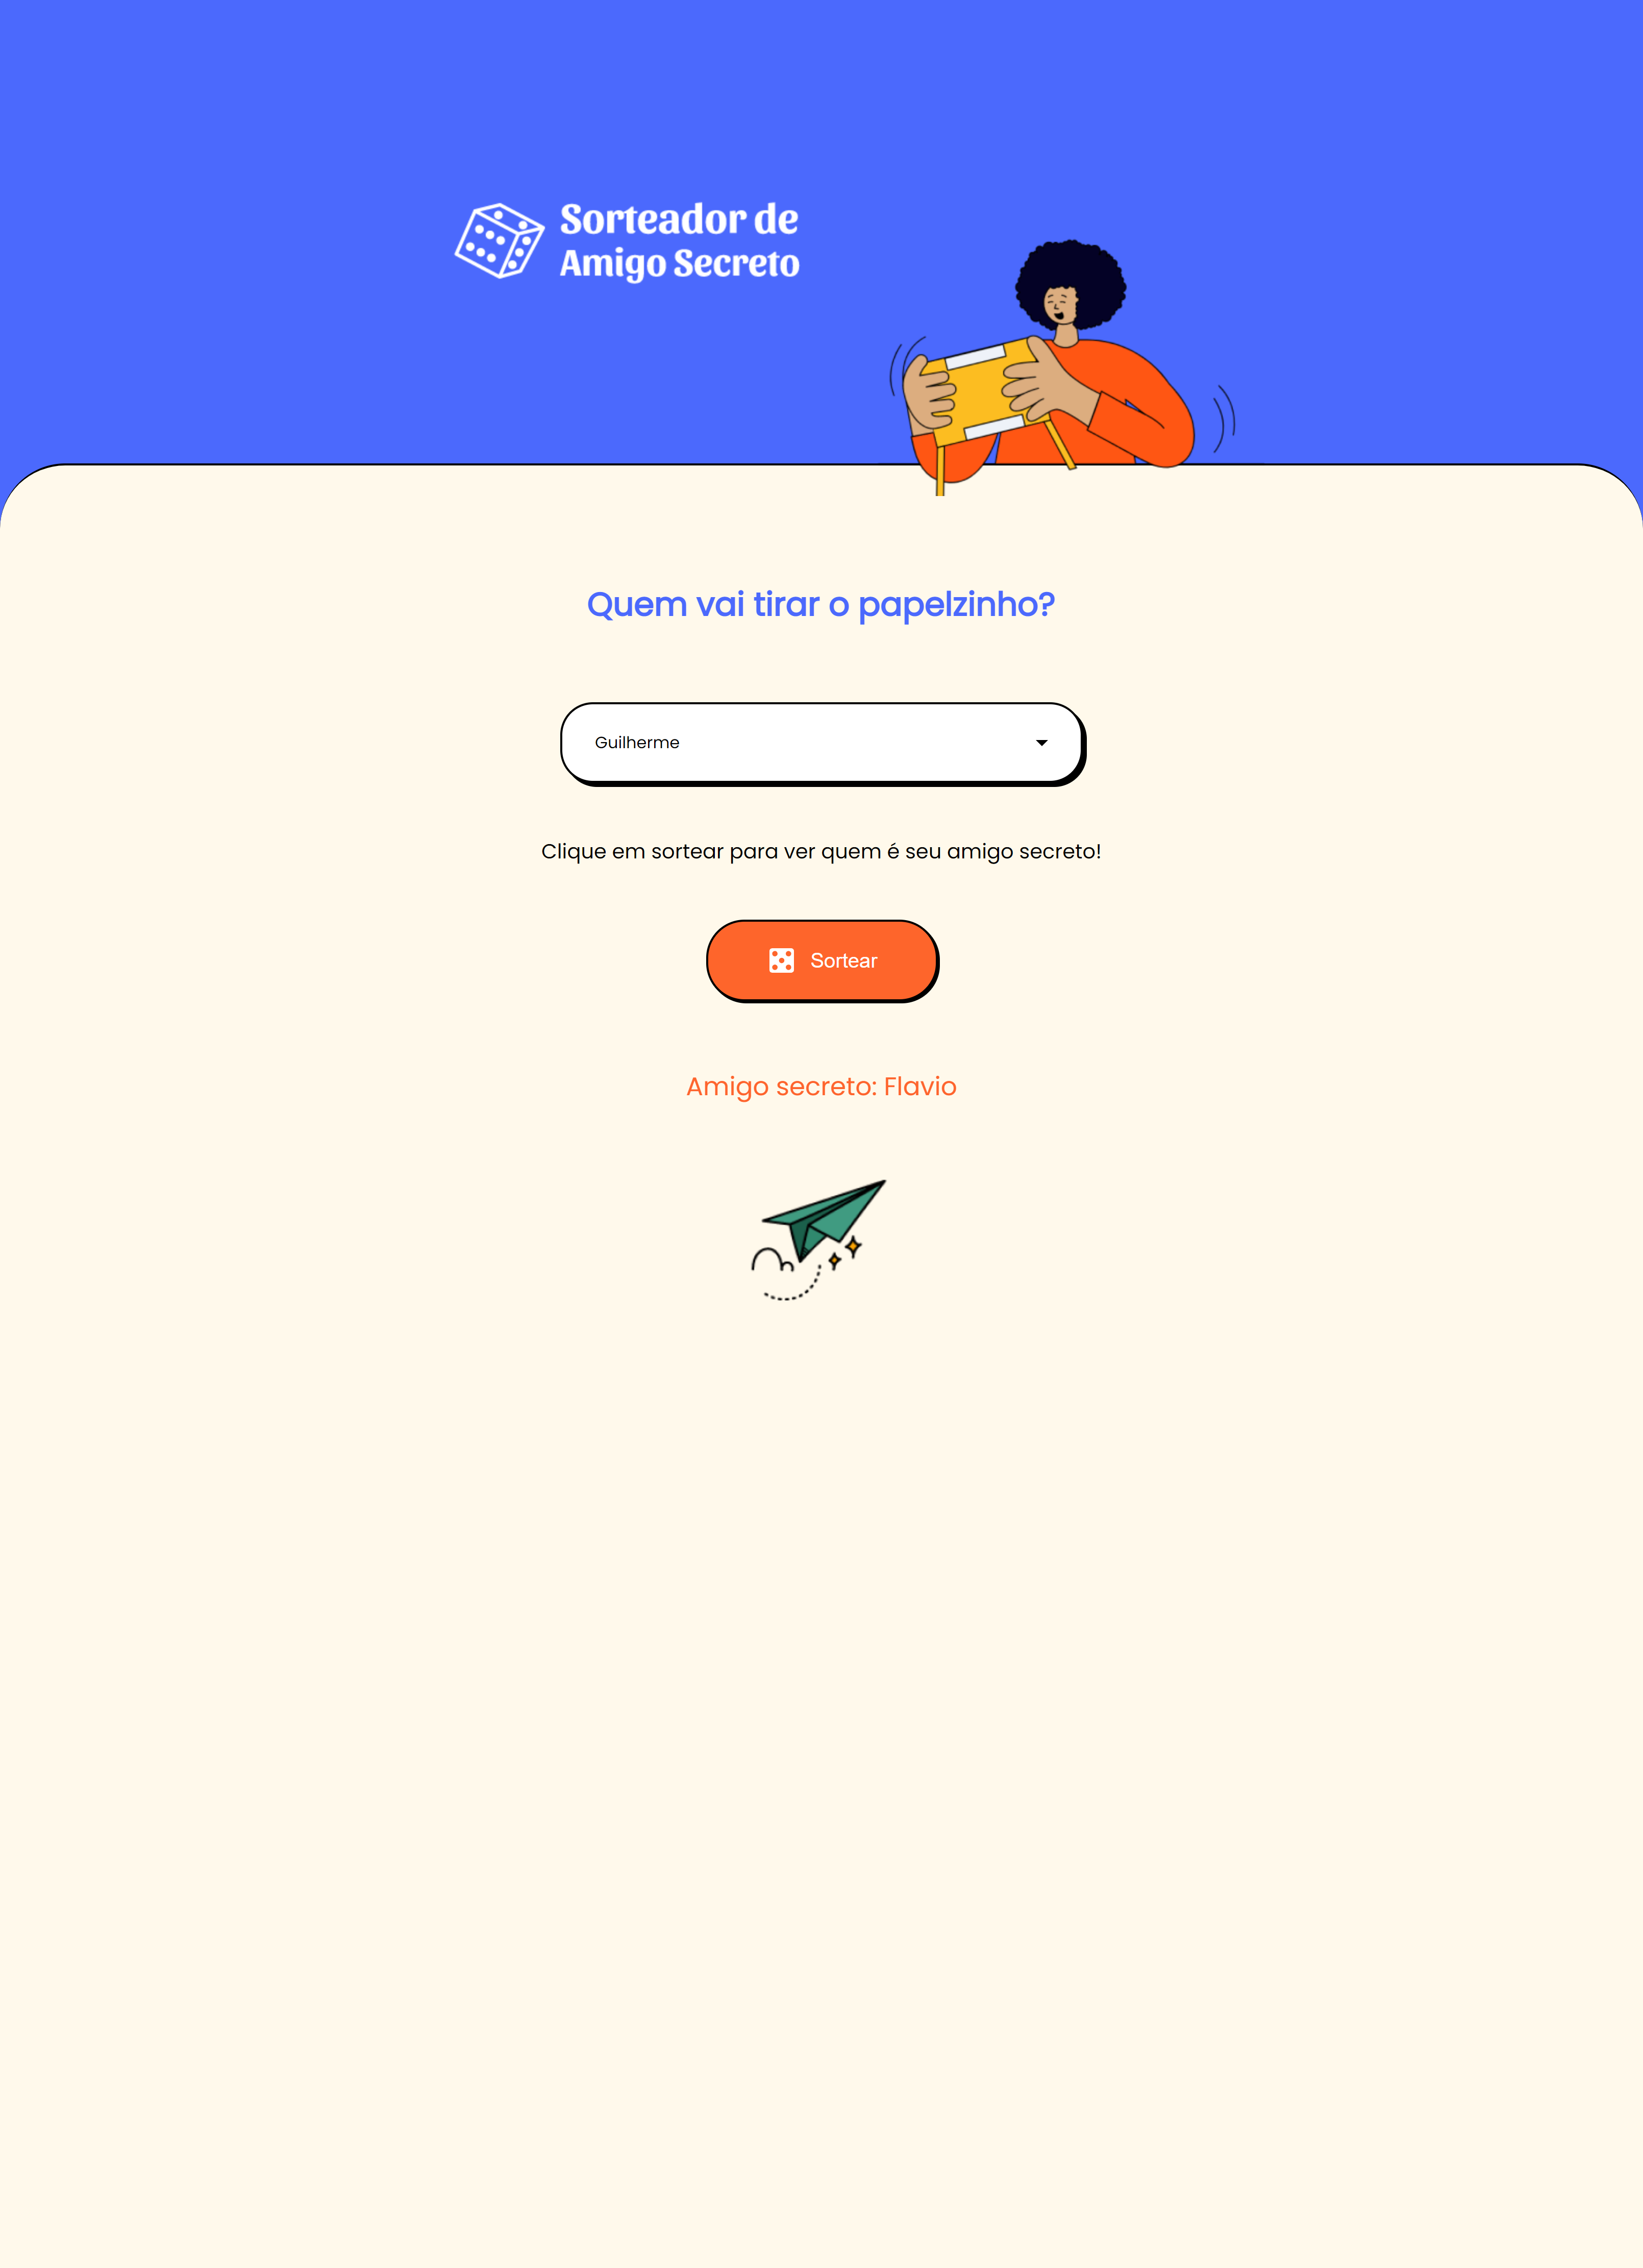 Sorteador de
Amigo Secreto
Quem vai tirar o papelzinho?
Guilherme
Clique em sortear para ver quem é seu amigo secreto!
Sortear
Amigo secreto: Flavio